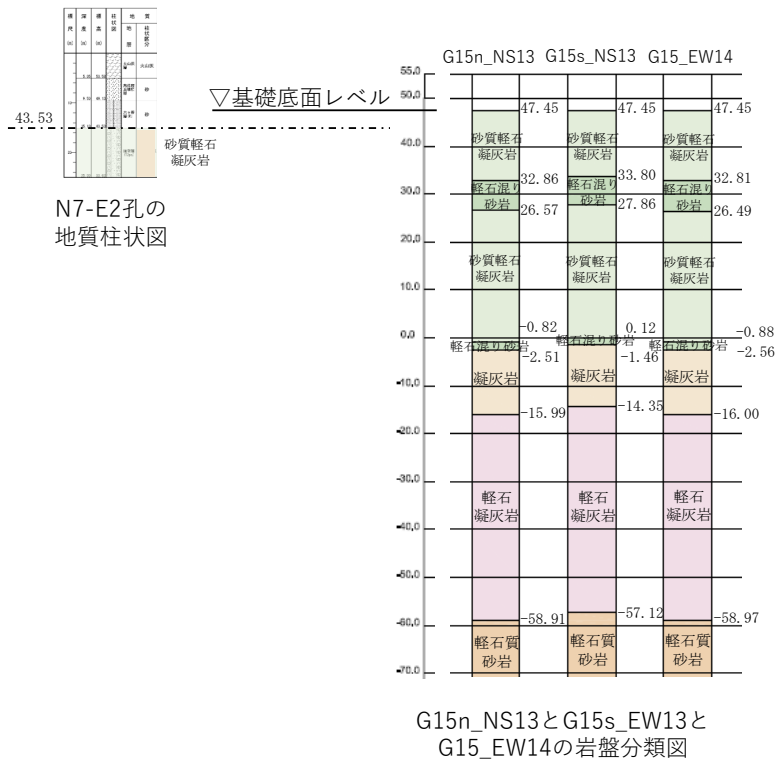 標尺(m)
深度(m)
標高(m)
柱状図
地質
43.53
砂質軽石
凝灰岩
N7-E2孔の
地質柱状図
▽基礎底面レベル
G15n_NS13 G15s_NS13 G15_EW14
55.0
50.0
47.45 47.45 47.45
40.0
砂質軽石 砂質軽石 砂質軽石
凝灰岩 凝灰岩 凝灰岩
32.86 33.80 32.81
軽石混り 軽石混り 軽石混り
砂岩 砂岩 砂岩
30.0
26.57 27.86 26.49
20.0
砂質軽石 砂質軽石 砂質軽石
凝灰岩 凝灰岩 凝灰岩
10.0
-0.82 0.12 -0.88
0.0
軽石混り砂岩 軽石混り砂岩 軽石混り砂岩
-2.51 -1.46 -2.56
凝灰岩 凝灰岩 凝灰岩
-10.0
-15.99 -14.35 -16.00
-20.0
-30.0
軽石 軽石 軽石
凝灰岩 凝灰岩 凝灰岩
-40.0
-50.0
-58.91 -57.12 -58.97
-60.0
軽石質 軽石質 軽石質
砂岩 砂岩 砂岩
-70.0
G15n_NS13とG15s_EW13と
G15_EW14の岩盤分類図